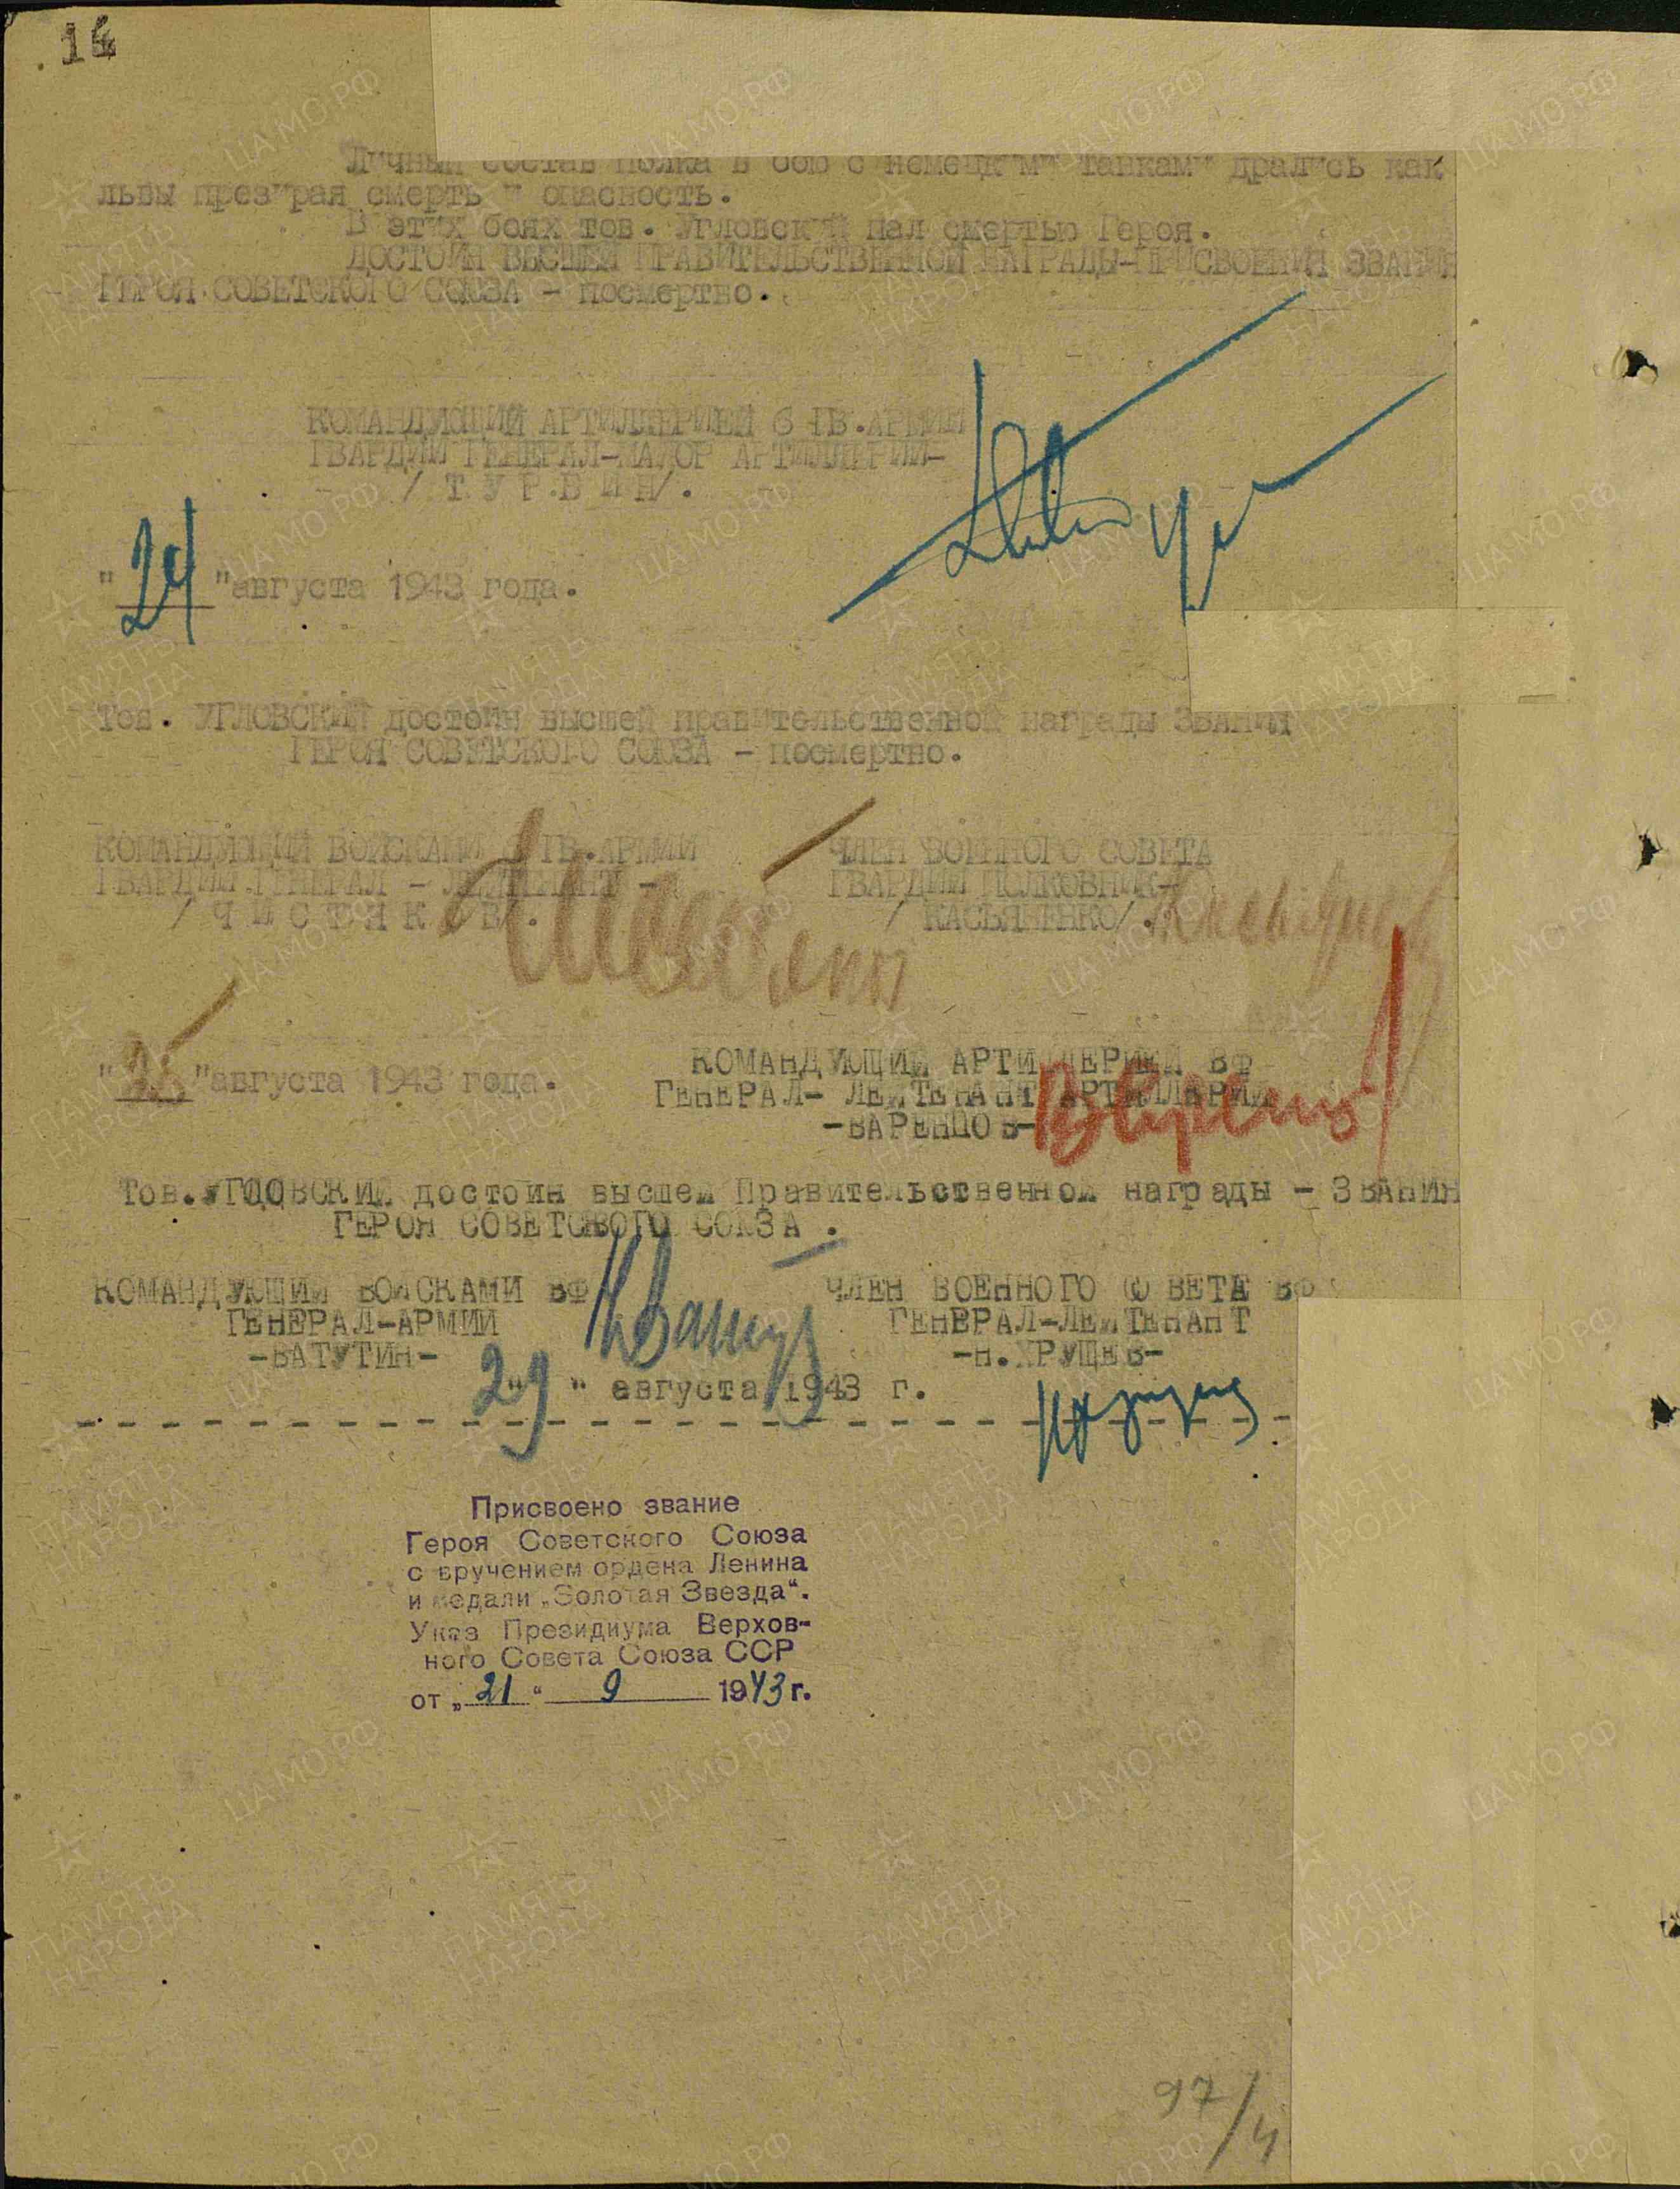 14
Личный состав полка в бою с немецкими танками дрались как
львы презирая смерть и опасность.
В этих боях тов. Угловский пал смертью Героя.
ДОСТОИН ВЫСШЕЙ ПРАВИТЕЛЬСТВЕННОЙ НАГРАДЫ-ПРИСВОЕНИЯ ЗВАНИЯ
ГЕРОЯ СОВЕТСКОГО СОЮЗА - посмертно.
КОМАНДУЮЩИЙ АРТИЛЛЕРИЕЙ 6 ГВ.АРМИИ
ГВАРДИИ ГЕНЕРАЛ-МАЙОР АРТИЛЛЕРИИ-
/ Т У Р Б И Н /.
"24" августа 1943 года.
Тов. УГЛОВСКИЙ достоин высшей правительственной награды Звания
ГЕРОЯ СОВЕТСКОГО СОЮЗА - посмертно.
КОМАНДУЮЩИЙ ВОЙСКАМИ 6 ГВ.АРМИИ ЧЛЕН ВОЕННОГО СОВЕТА
ГВАРДИИ ГЕНЕРАЛ - ЛЕЙТЕНАНТ - ГВАРДИИ ПОЛКОВНИК-
/ Ч И С Т Я К О В /. / КАСЬЯНЕНКО /.
"августа 1943 года.
КОМАНДУЮЩИЙ АРТИЛЛЕРИЕЙ ВФ
ГЕНЕРАЛ- ЛЕЙТЕНАНТ АРТИЛЛЕРИИ
-ВАРЕНЦОВ-
Тов. УГЛОВСКИЙ достоин высшей Правительственной награды - ЗВАНИЯ
ГЕРОЯ СОВЕТСКОГО СОЮЗА .
КОМАНДУЮЩИЙ ВОЙСКАМИ ВФ ЧЛЕН ВОЕННОГО СОВЕТА ВФ
ГЕНЕРАЛ-АРМИИ ГЕНЕРАЛ-ЛЕЙТЕНАНТ
-ВАТУТИН- -Н.ХРУЩЕВ-
"29" августа 1943 г.
Присвоено звание
Героя Советского Союза
с вручением ордена Ленина
и медали „Золотая Звезда“.
Указ Президиума Верхов-
ного Совета Союза ССР
от „21“ 9 1943 г.
97/4